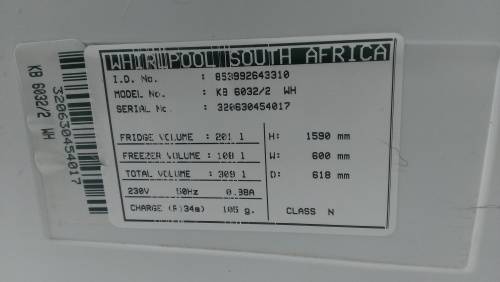 WHIRLPOOL SOUTH AFRICA
I.D. No. : 853992643310
MODEL No. : KB 6032/2 WH
SERIAL No. : 320630454017
FRIDGE VOLUME : 201 l
FREEZER VOLUME : 108 l
TOTAL VOLUME : 309 l
230V 50Hz 0.38A
CHARGE (R134a) 105 g.
H: 1590 mm
W: 600 mm
D: 618 mm
CLASS N
KB 6032/2 WH
320630454017